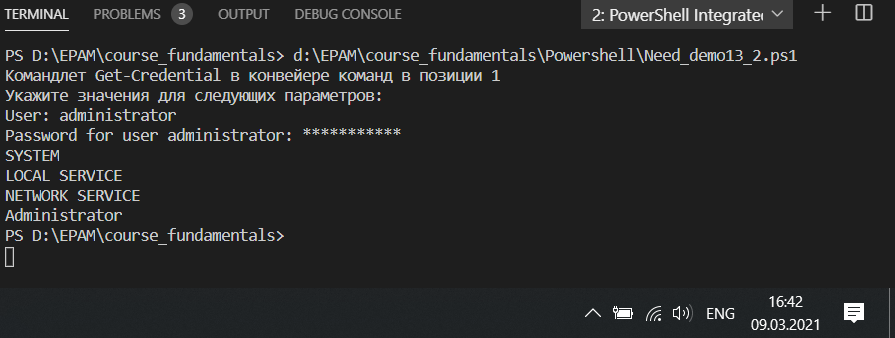 TERMINAL PROBLEMS 3 OUTPUT DEBUG CONSOLE 2: PowerShell Integrated
PS D:\EPAM\course_fundamentals> d:\EPAM\course_fundamentals\Powershell\Need_demo13_2.ps1
Командлет Get-Credential в конвейере команд в позиции 1
Укажите значения для следующих параметров:
User: administrator
Password for user administrator: ***********
SYSTEM
LOCAL SERVICE
NETWORK SERVICE
Administrator
PS D:\EPAM\course_fundamentals>
ENG
16:42
09.03.2021